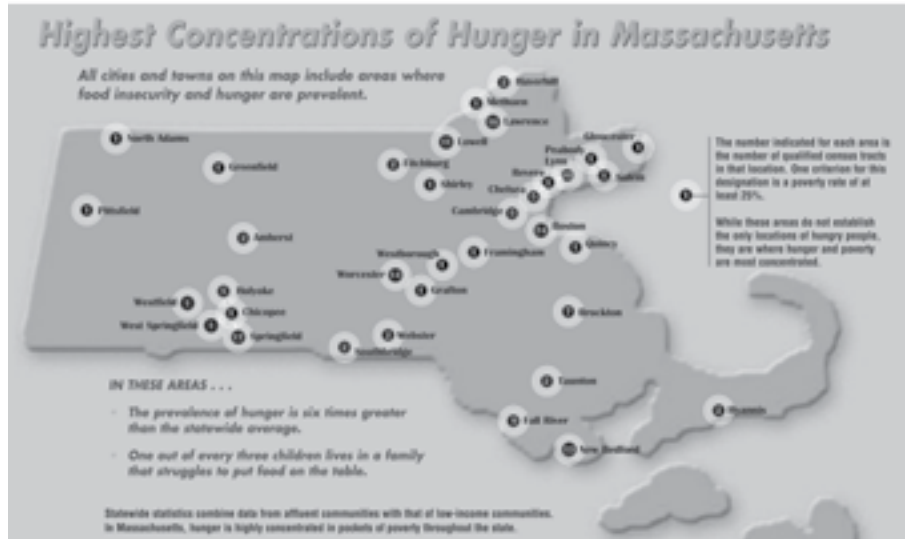 Highest Concentrations of Hunger in Massachusetts
All cities and towns on this map include areas where
food insecurity and hunger are prevalent.
Haverhill
Methuen
Lawrence
Lowell
North Adams
Greenfield
Fitchburg
Shirley
Gloucester
Peabody
Lynn
Salem
Revere
Chelsea
Cambridge
Boston
Quincy
Pittsfield
Amherst
Westborough
Framingham
Worcester
Grafton
Holyoke
Westfield
Chicopee
West Springfield
Springfield
Southbridge
Webster
Brockton
Taunton
Fall River
New Bedford
Hyannis
The number indicated for each area is
the number of qualified census tracts
in that location. One criterion for this
designation is a poverty rate of at
least 25%.
While these areas do not establish
the only locations of hungry people,
they are where hunger and poverty
are most concentrated.
IN THESE AREAS . . .
The prevalence of hunger is six times greater
than the statewide average.
One out of every three children lives in a family
that struggles to put food on the table.
Statewide statistics combine data from affluent communities with that of low-income communities.
In Massachusetts, hunger is highly concentrated in pockets of poverty throughout the state.